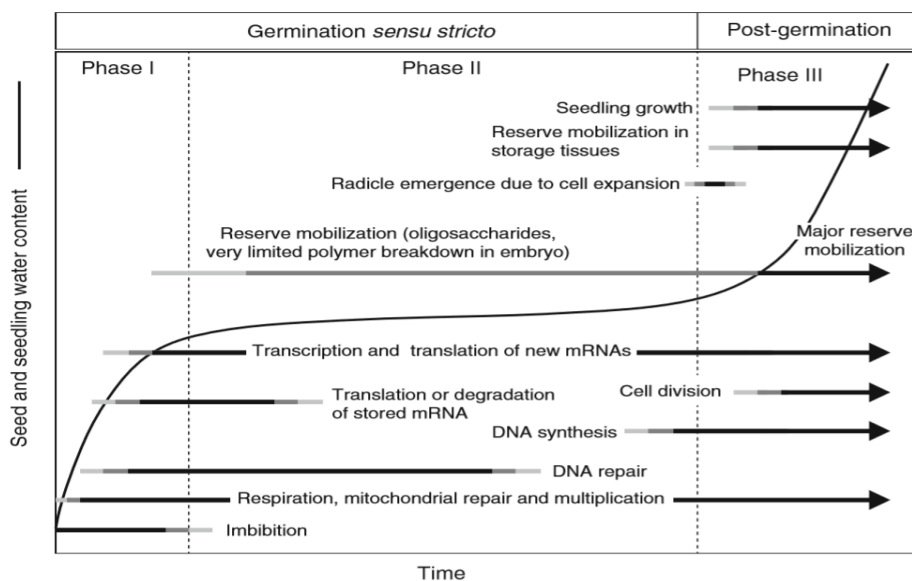 Germination sensu stricto
Post-germination
Phase I
Phase II
Phase III
Seedling growth
Reserve mobilization in
storage tissues
Radicle emergence due to cell expansion
Reserve mobilization (oligosaccharides,
very limited polymer breakdown in embryo)
Major reserve
mobilization
Transcription and translation of new mRNAs
Translation or degradation
of stored mRNA
Cell division
DNA synthesis
DNA repair
Respiration, mitochondrial repair and multiplication
Imbibition
Seed and seedling water content
Time